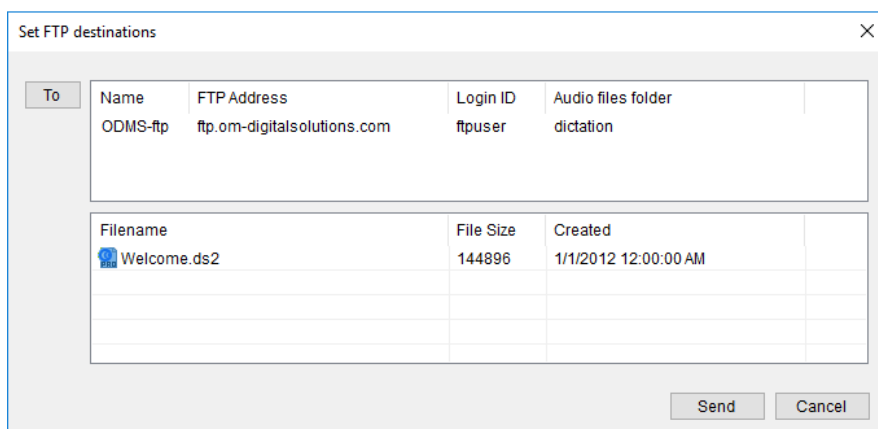 Set FTP destinations
To
Name FTP Address Login ID Audio files folder
ODMS-ftp ftp.om-digitalsolutions.com ftpuser dictation
Filename File Size Created
Welcome.ds2 144896 1/1/2012 12:00:00 AM
Send Cancel